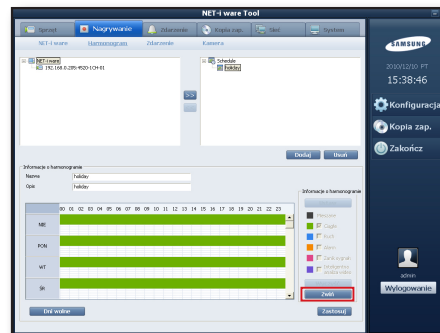 NET-i ware Tool
Sprzęt
Nagrywanie
Zdarzenie
Kopia zap.
Sieć
System
NET-i ware
Harmonogram
Zdarzenie
Kamera
SAMSUNG
2010/12/10 PT
15:38:46
Konfiguracja
Kopia zap.
Zakończ
NET-i ware
192.168.0.205-4520-1CH-01
Schedule
holiday
>>
Dodaj
Usuń
Informacje o harmonogramie
Nazwa
holiday
Opis
holiday
Informacje o harmonogramie
00 01 02 03 04 05 06 07 08 09 10 11 12 13 14 15 16 17 18 19 20 21 22 23
NIE
PON
WT
ŚR
Ciągłe
Ruch
Alarm
Zwiń
Dni wolne
Zastosuj
admin
Wylogowanie